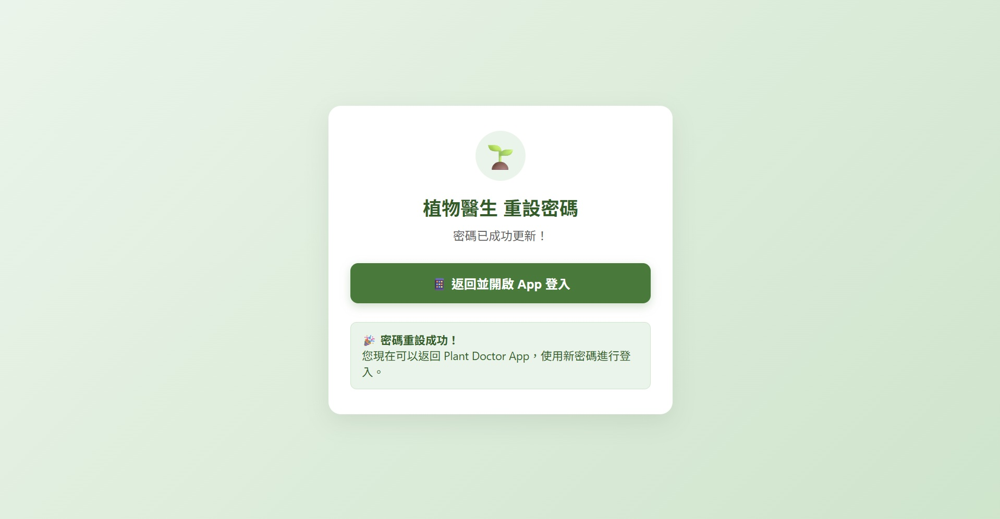 植物醫生 重設密碼
密碼已成功更新！
返回並開啟 App 登入
密碼重設成功！
您現在可以返回 Plant Doctor App，使用新密碼進行登
入。